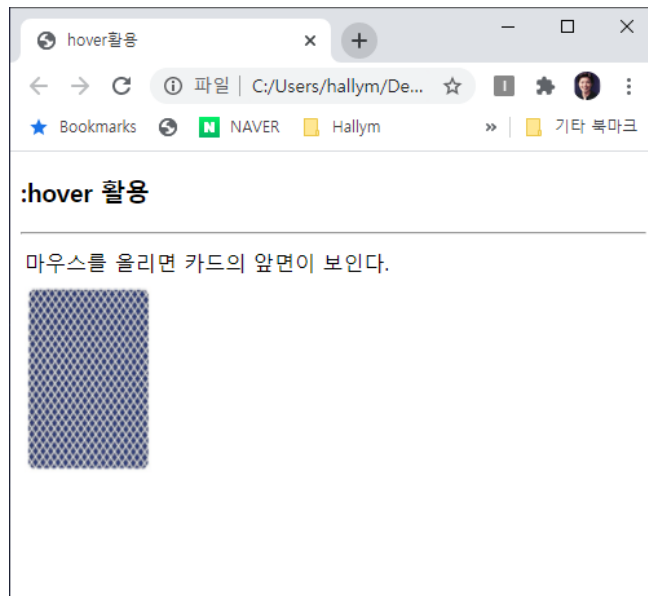 hover활용
파일 C:/Users/hallym/De...
Bookmarks NAVER Hallym » 기타 북마크
:hover 활용
마우스를 올리면 카드의 앞면이 보인다.